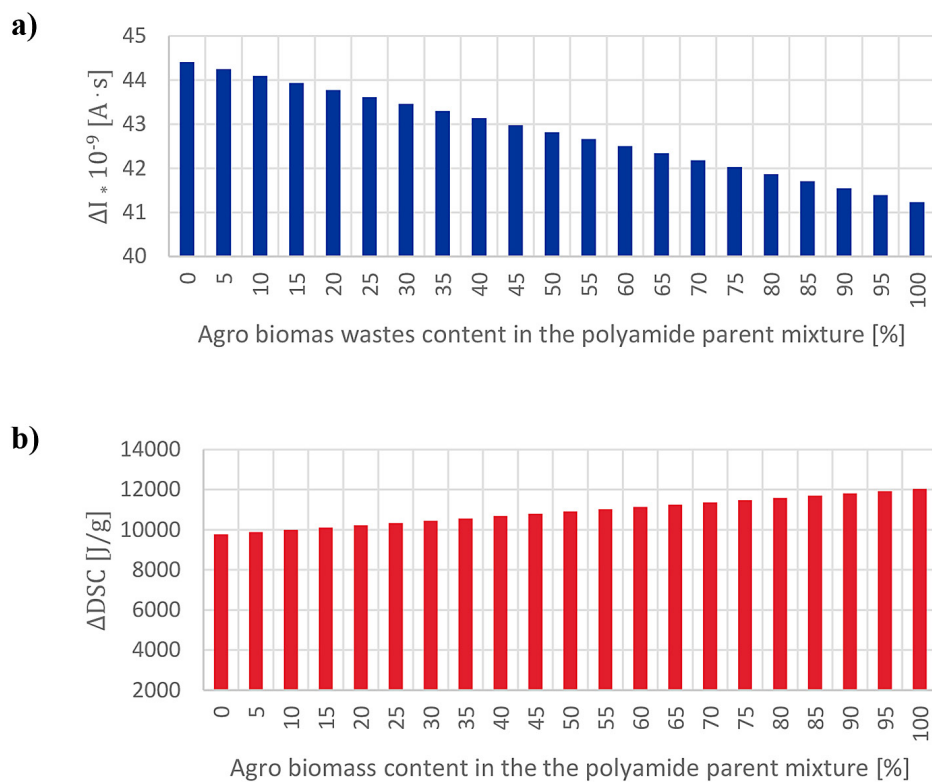 a)
45
44
43
42
41
40
ΔI * 10⁻⁹ [A · s]
0 5 10 15 20 25 30 35 40 45 50 55 60 65 70 75 80 85 90 95 100
Agro biomas wastes content in the polyamide parent mixture [%]
b)
14000
12000
10000
8000
6000
4000
2000
ΔDSC [J/g]
0 5 10 15 20 25 30 35 40 45 50 55 60 65 70 75 80 85 90 95 100
Agro biomass content in the the polyamide parent mixture [%]